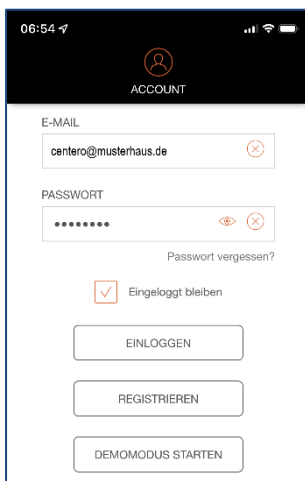 06:54
ACCOUNT
E-MAIL
centero@musterhaus.de
PASSWORT
••••••••
Passwort vergessen?
Eingeloggt bleiben
EINLOGGEN
REGISTRIEREN
DEMOMODUS STARTEN